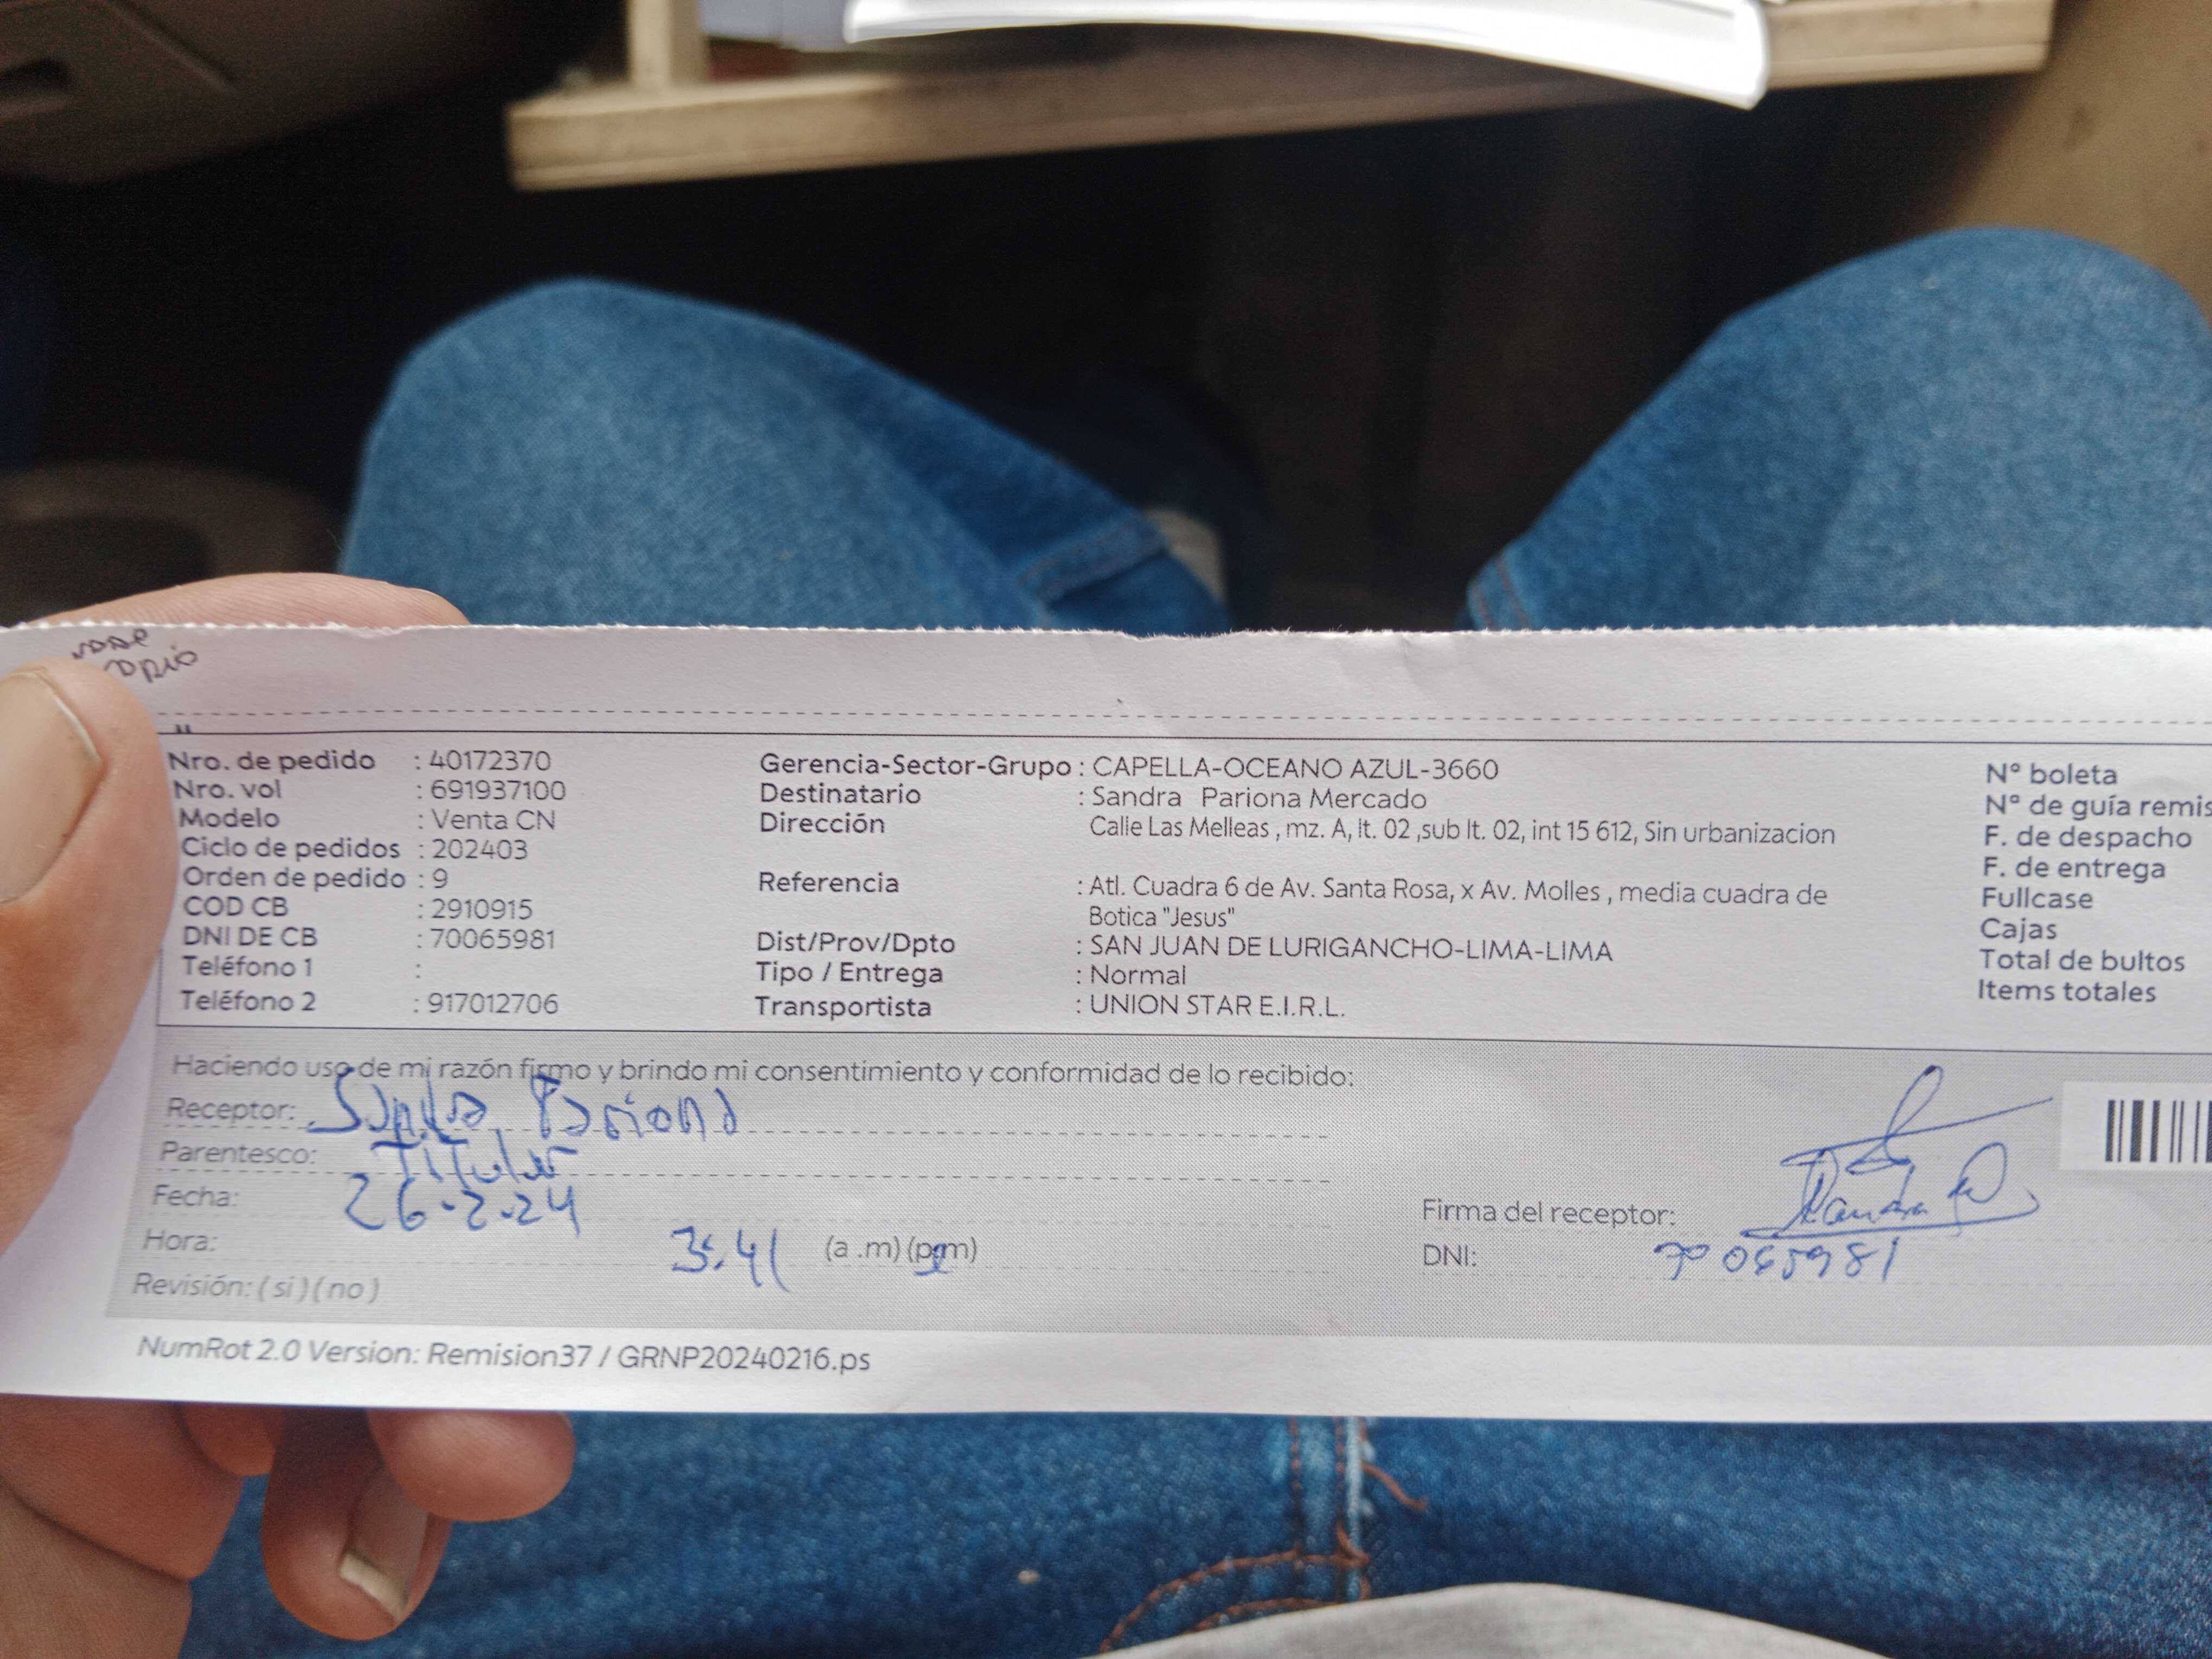 Nro. de pedido : 40172370
Nro. vol : 691937100
Modelo : Venta CN
Ciclo de pedidos : 202403
Orden de pedido : 9
COD CB : 2910915
DNI DE CB : 70065981
Teléfono 1 :
Teléfono 2 : 917012706
Gerencia-Sector-Grupo : CAPELLA-OCEANO AZUL-3660
Destinatario : Sandra Pariona Mercado
Dirección Calle Las Melleas , mz. A, lt. 02 ,sub lt. 02, int 15 612, Sin urbanizacion
Referencia : Atl. Cuadra 6 de Av. Santa Rosa, x Av. Molles , media cuadra de
Botica "Jesus"
Dist/Prov/Dpto : SAN JUAN DE LURIGANCHO-LIMA-LIMA
Tipo / Entrega : Normal
Transportista : UNION STAR E.I.R.L.
N° boleta
N° de guía remis
F. de despacho
F. de entrega
Fullcase
Cajas
Total de bultos
Items totales
Haciendo uso de mi razón firmo y brindo mi consentimiento y conformidad de lo recibido:
Receptor: Sandra Pariona
Parentesco: Titular
Fecha: 26-2-24
Hora: 3:41 (a .m) (p.m)
Revisión: ( si ) ( no )
Firma del receptor:
DNI: 70065981
NumRot 2.0 Version: Remision37 / GRNP20240216.ps